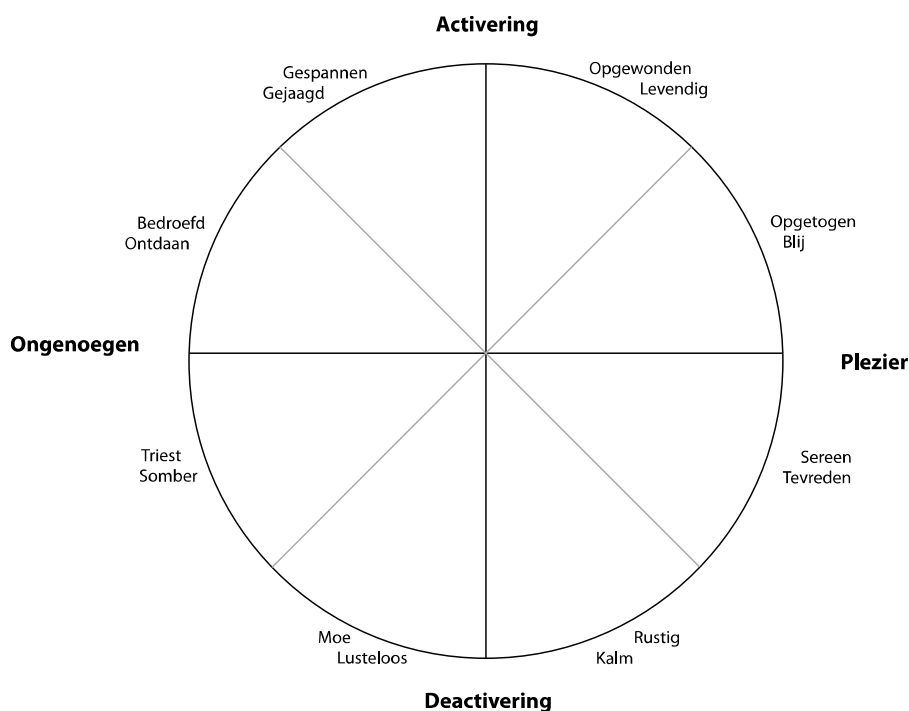 Activering
Gespannen
Gejaagd
Opgewonden
Levendig
Bedroefd
Ontdaan
Opgetogen
Blij
Ongenoegen
Plezier
Triest
Somber
Sereen
Tevreden
Moe
Lusteloos
Rustig
Kalm
Deactivering